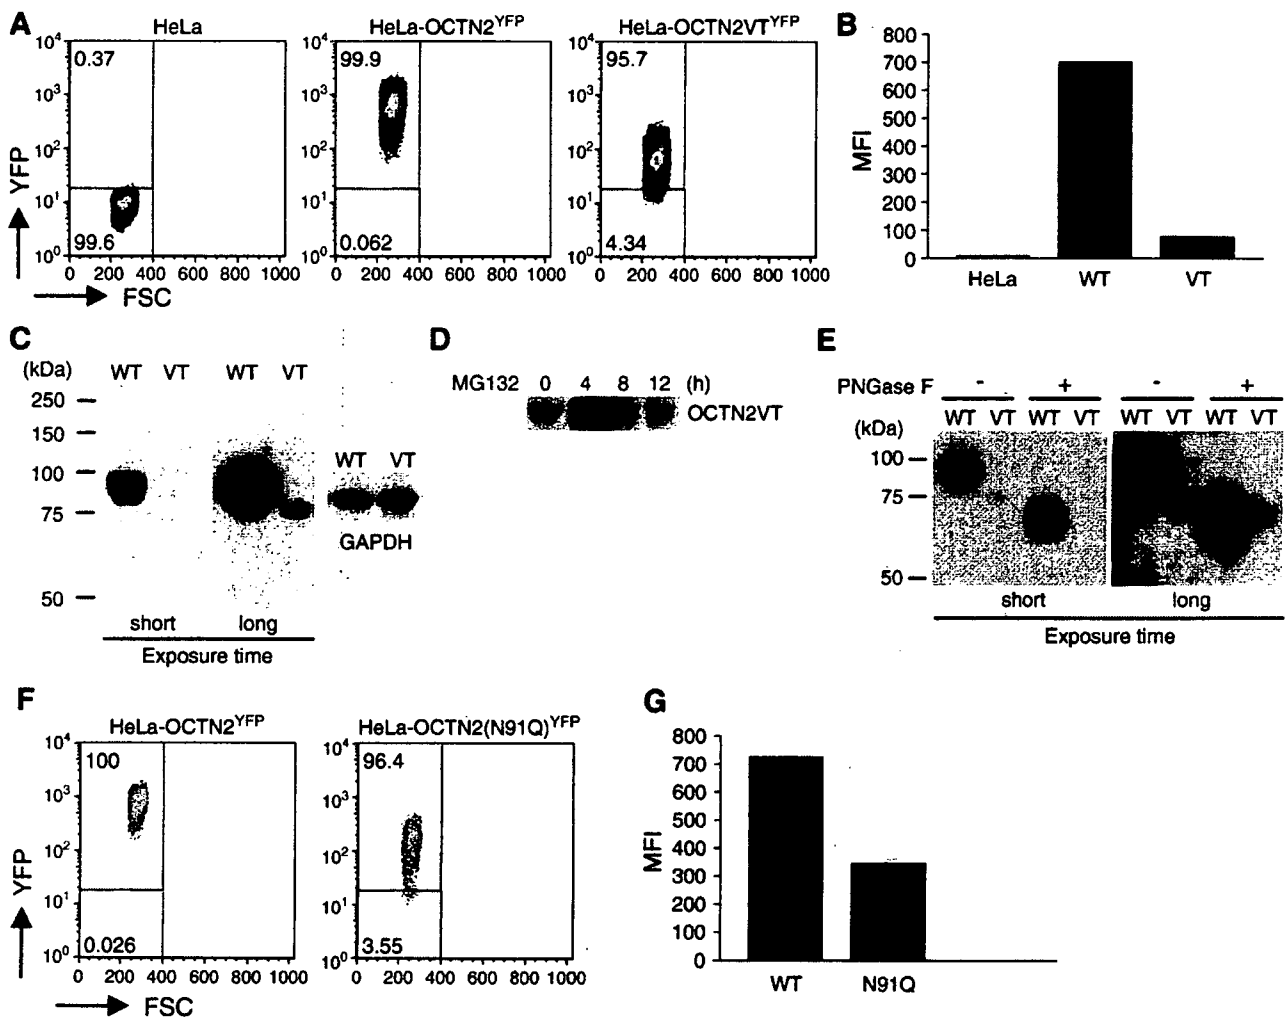 A
HeLa
HeLa-OCTN2YFP
HeLa-OCTN2VTYFP
B
10⁴
10³
10²
10¹
10⁰
0.37
99.6
0 200 400 600 800 1000
10⁴
10³
10²
10¹
10⁰
99.9
0.062
0 200 400 600 800 1000
10⁴
10³
10²
10¹
10⁰
95.7
4.34
0 200 400 600 800 1000
YFP
FSC
800
700
600
500
400
300
200
100
0
MFI
HeLa WT VT
C
(kDa)
WT VT WT VT
250
150
100
75
50
WT VT
GAPDH
short long
Exposure time
D
MG132 0 4 8 12 (h)
OCTN2VT
E
PNGase F - + - +
WT VT WT VT WT VT WT VT
(kDa)
100
75
50
short long
Exposure time
F
HeLa-OCTN2YFP
HeLa-OCTN2(N91Q)YFP
10⁴
10³
10²
10¹
10⁰
100
0.026
0 200 400 600 800 1000
10⁴
10³
10²
10¹
10⁰
96.4
3.55
0 200 400 600 800 1000
YFP
FSC
G
800
700
600
500
400
300
200
100
0
MFI
WT N91Q